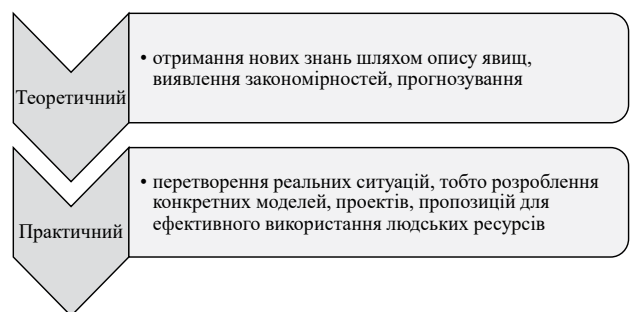 Теоретичний
• отримання нових знань шляхом опису явищ,
виявлення закономірностей, прогнозування
Практичний
• перетворення реальних ситуацій, тобто розроблення
конкретних моделей, проектів, пропозицій для
ефективного використання людських ресурсів